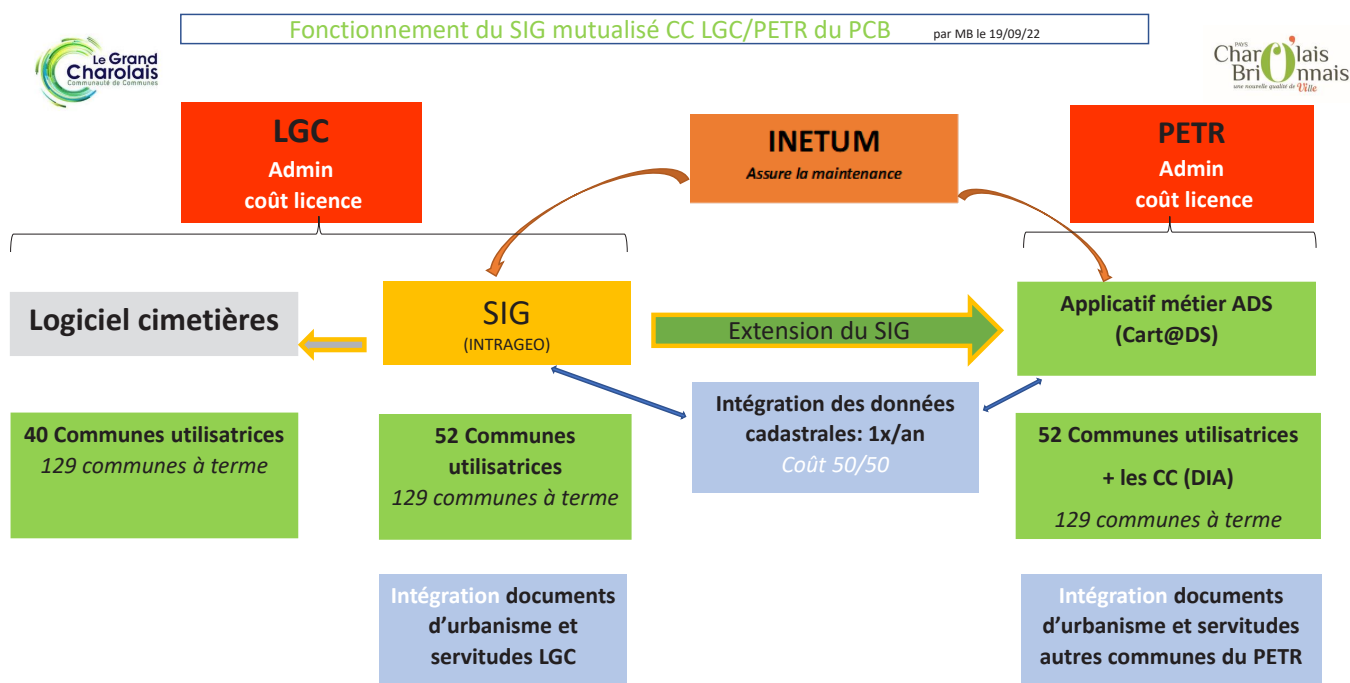 Fonctionnement du SIG mutualisé CC LGC/PETR du PCB par MB le 19/09/22
Le Grand
Charolais
Communauté de Communes
PAYS
Charolais
Brionnais
une nouvelle qualité de Ville
LGC
Admin
coût licence
INETUM
Assure la maintenance
PETR
Admin
coût licence
Logiciel cimetières
SIG
(INTRAGEO)
Extension du SIG
Applicatif métier ADS
(Cart@DS)
Intégration des données
cadastrales: 1x/an
Coût 50/50
40 Communes utilisatrices
129 communes à terme
52 Communes
utilisatrices
129 communes à terme
52 Communes utilisatrices
+ les CC (DIA)
129 communes à terme
Intégration documents
d’urbanisme et
servitudes LGC
Intégration documents
d’urbanisme et servitudes
autres communes du PETR